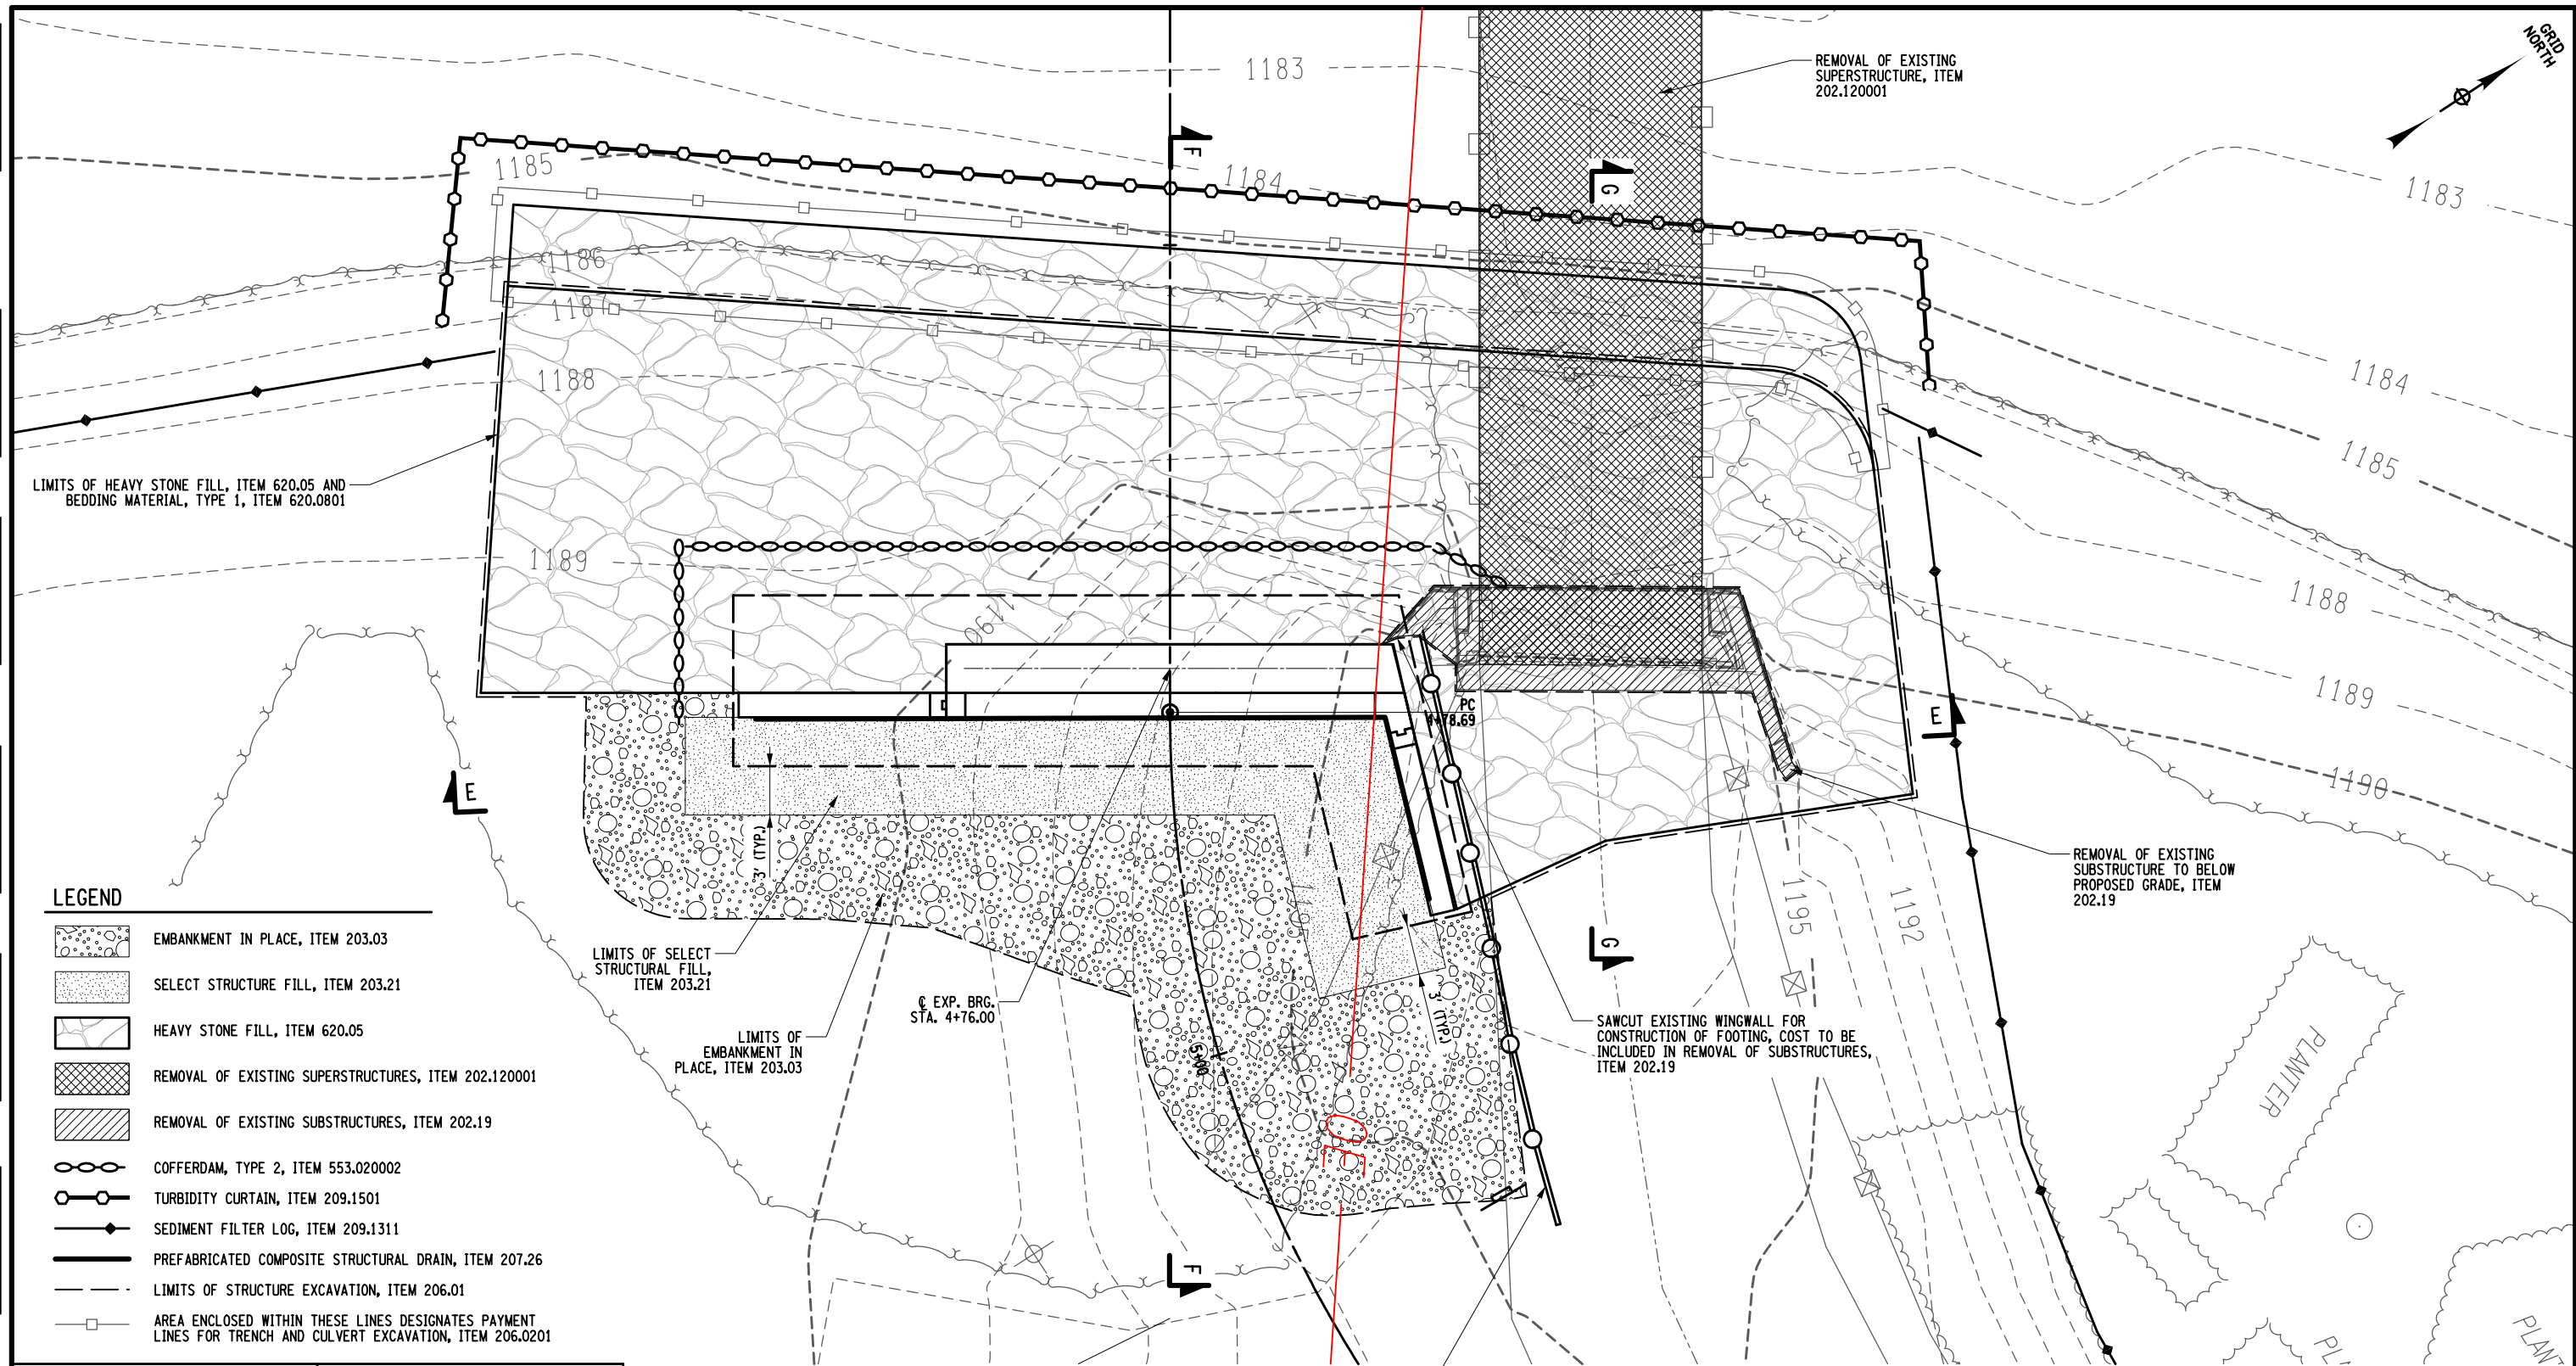 GRID
NORTH
1183
REMOVAL OF EXISTING
SUPERSTRUCTURE, ITEM
202.120001
F
1185
1184
G
1183
1186
1187
1188
1184
1185
LIMITS OF HEAVY STONE FILL, ITEM 620.05 AND
BEDDING MATERIAL, TYPE 1, ITEM 620.0801
1189
1188
1190
1189
PC
4+78.69
E
E
1190
3' (TYP.)
REMOVAL OF EXISTING
SUBSTRUCTURE TO BELOW
PROPOSED GRADE, ITEM
202.19
1195
1192
1195
LEGEND
EMBANKMENT IN PLACE, ITEM 203.03
SELECT STRUCTURE FILL, ITEM 203.21
HEAVY STONE FILL, ITEM 620.05
REMOVAL OF EXISTING SUPERSTRUCTURES, ITEM 202.120001
REMOVAL OF EXISTING SUBSTRUCTURES, ITEM 202.19
COFFERDAM, TYPE 2, ITEM 553.020002
TURBIDITY CURTAIN, ITEM 209.1501
SEDIMENT FILTER LOG, ITEM 209.1311
PREFABRICATED COMPOSITE STRUCTURAL DRAIN, ITEM 207.26
LIMITS OF STRUCTURE EXCAVATION, ITEM 206.01
AREA ENCLOSED WITHIN THESE LINES DESIGNATES PAYMENT
LINES FOR TRENCH AND CULVERT EXCAVATION, ITEM 206.0201
LIMITS OF SELECT
STRUCTURAL FILL,
ITEM 203.21
LIMITS OF
EMBANKMENT IN
PLACE, ITEM 203.03
℄ EXP. BRG.
STA. 4+76.00
3' (TYP.)
G
SAWCUT EXISTING WINGWALL FOR
CONSTRUCTION OF FOOTING, COST TO BE
INCLUDED IN REMOVAL OF SUBSTRUCTURES,
ITEM 202.19
5+00
F
PLANTER